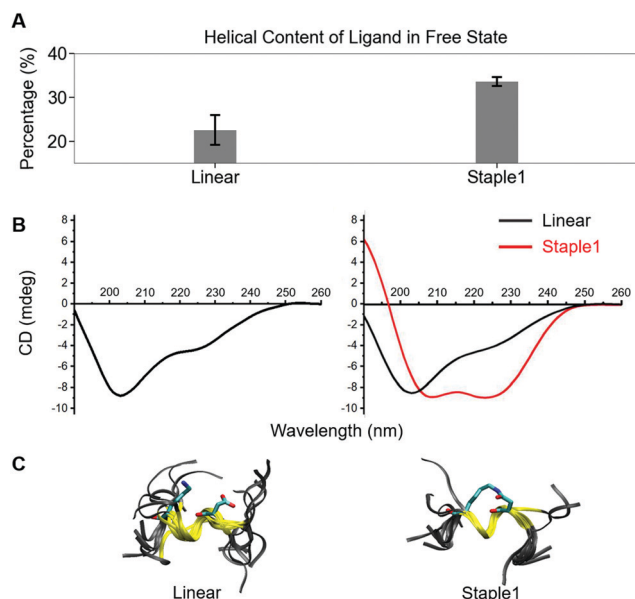 A
Helical Content of Ligand in Free State
Percentage (%)
40
30
20
Linear
Staple1
B
CD (mdeg)
8
6
4
2
0
-2
-4
-6
-8
-10
200 210 220 230 240 250 260
8
6
4
2
0
-2
-4
-6
-8
-10
200 210 220 230 240 250 260
Linear
Staple1
Wavelength (nm)
C
Linear
Staple1